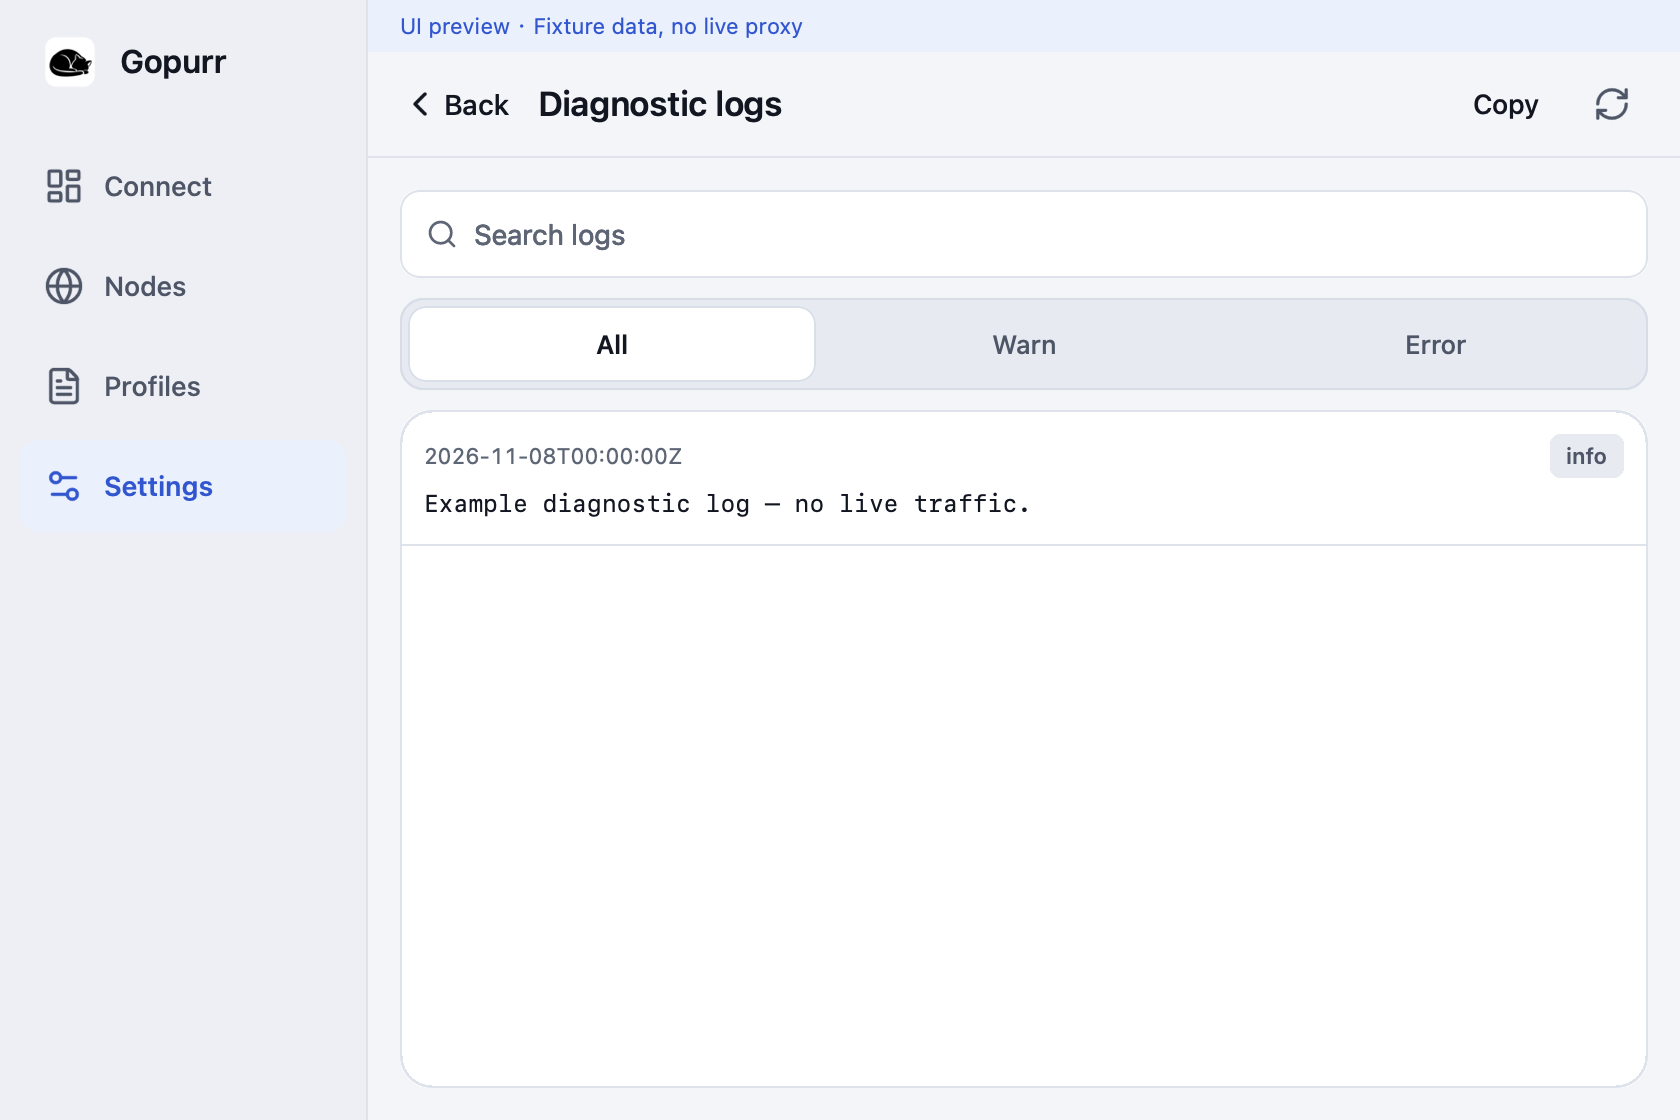 Gopurr
Connect
Nodes
Profiles
Settings
UI preview · Fixture data, no live proxy
Back
Diagnostic logs
Copy
Search logs
All
Warn
Error
2026-11-08T00:00:00Z
info
Example diagnostic log — no live traffic.